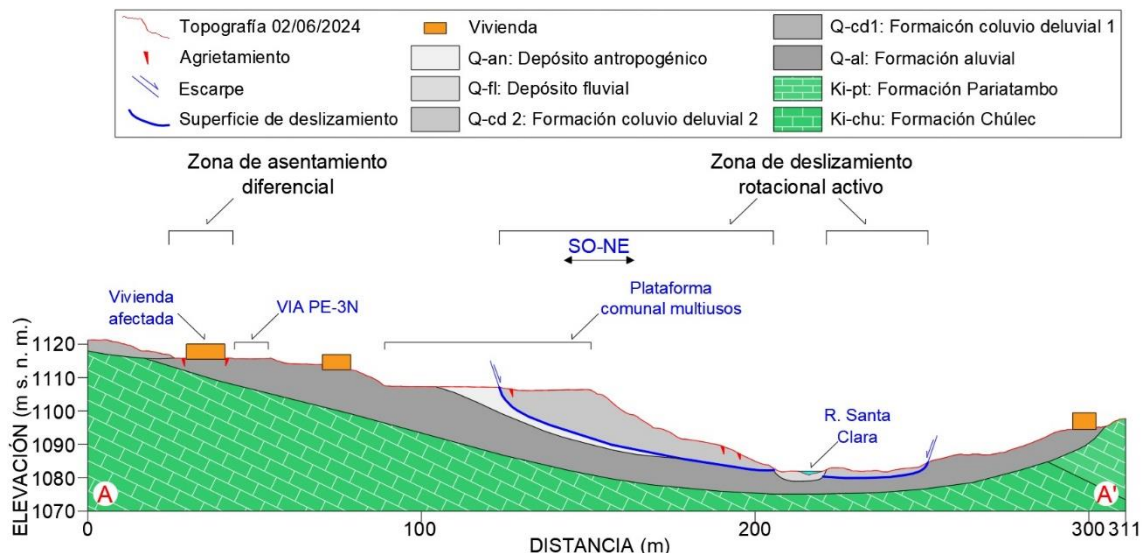 Topografía 02/06/2024
Agrietamiento
Escarpe
Superficie de deslizamiento
Vivienda
Q-an: Depósito antropogénico
Q-fl: Depósito fluvial
Q-cd 2: Formación coluvio deluvial 2
Q-cd1: Formaicón coluvio deluvial 1
Q-al: Formación aluvial
Ki-pt: Formación Pariatambo
Ki-chu: Formación Chúlec
Zona de asentamiento
diferencial
Zona de deslizamiento
rotacional activo
SO-NE
Vivienda
afectada
VIA PE-3N
Plataforma
comunal multiusos
R. Santa
Clara
ELEVACIÓN (m s. n. m.)
1120
1110
1100
1090
1080
1070
A
A'
0
100
200
300
311
DISTANCIA (m)